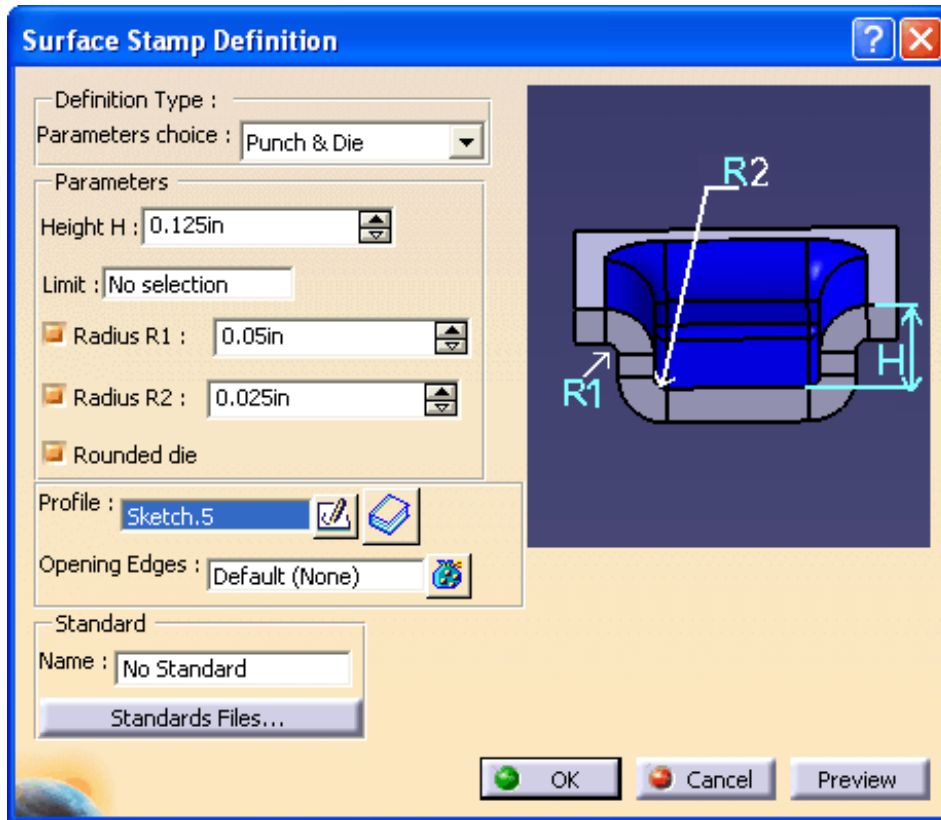 Surface Stamp Definition
?
Definition Type :
Parameters choice : Punch & Die
Parameters
Height H : 0.125in
Limit : No selection
Radius R1 : 0.05in
Radius R2 : 0.025in
Rounded die
Profile : Sketch.5
Opening Edges : Default (None)
Standard
Name : No Standard
Standards Files...
R2
H
R1
OK Cancel Preview